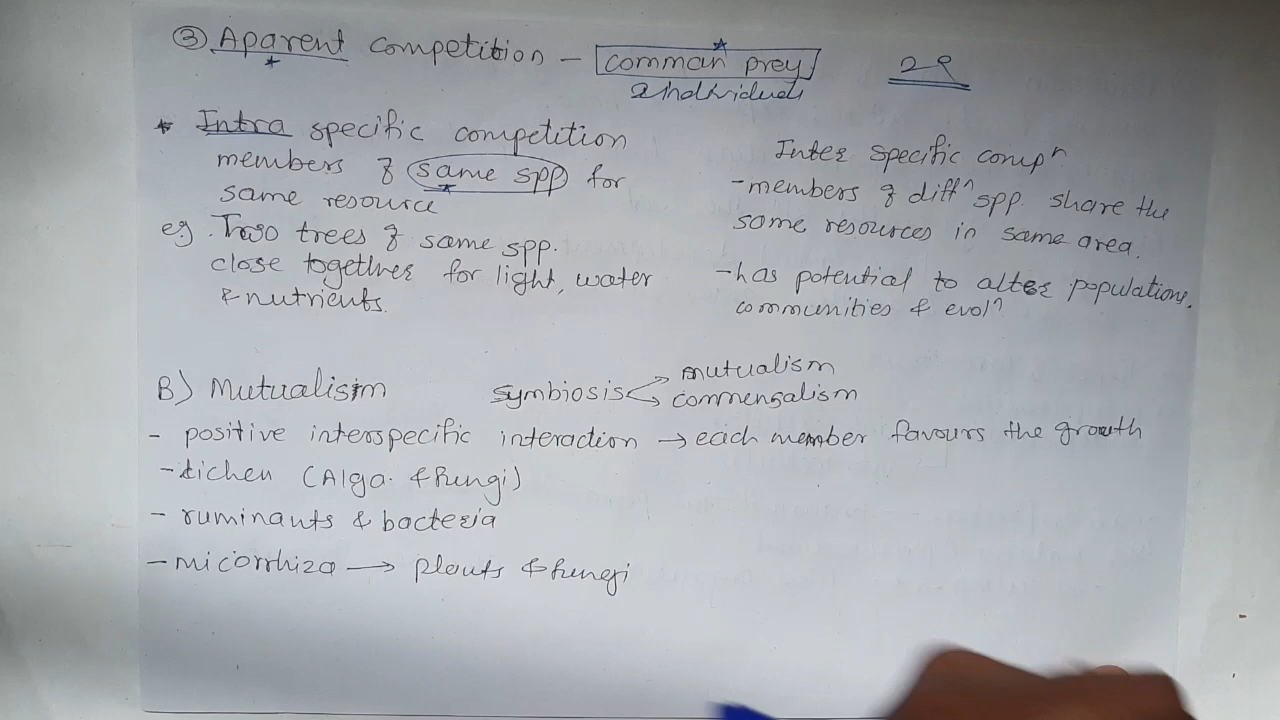 ③ Aparent competition – comman prey
2 individuals
* Intra specific competition
members of same spp for
same resource
eg. Two trees of same spp.
close together for light, water
& nutrients.
Inter specific compⁿ
- members of diffⁿ spp. share the
same resources in same area.
- has potential to alter populations,
communities & evolⁿ
B) Mutualism
symbiosis < mutualism
commensalism
- positive interspecific interaction → each member favours the growth
- Lichen (Alga. & Fungi)
- ruminants & bacteria
- micorrhiza → plants & fungi